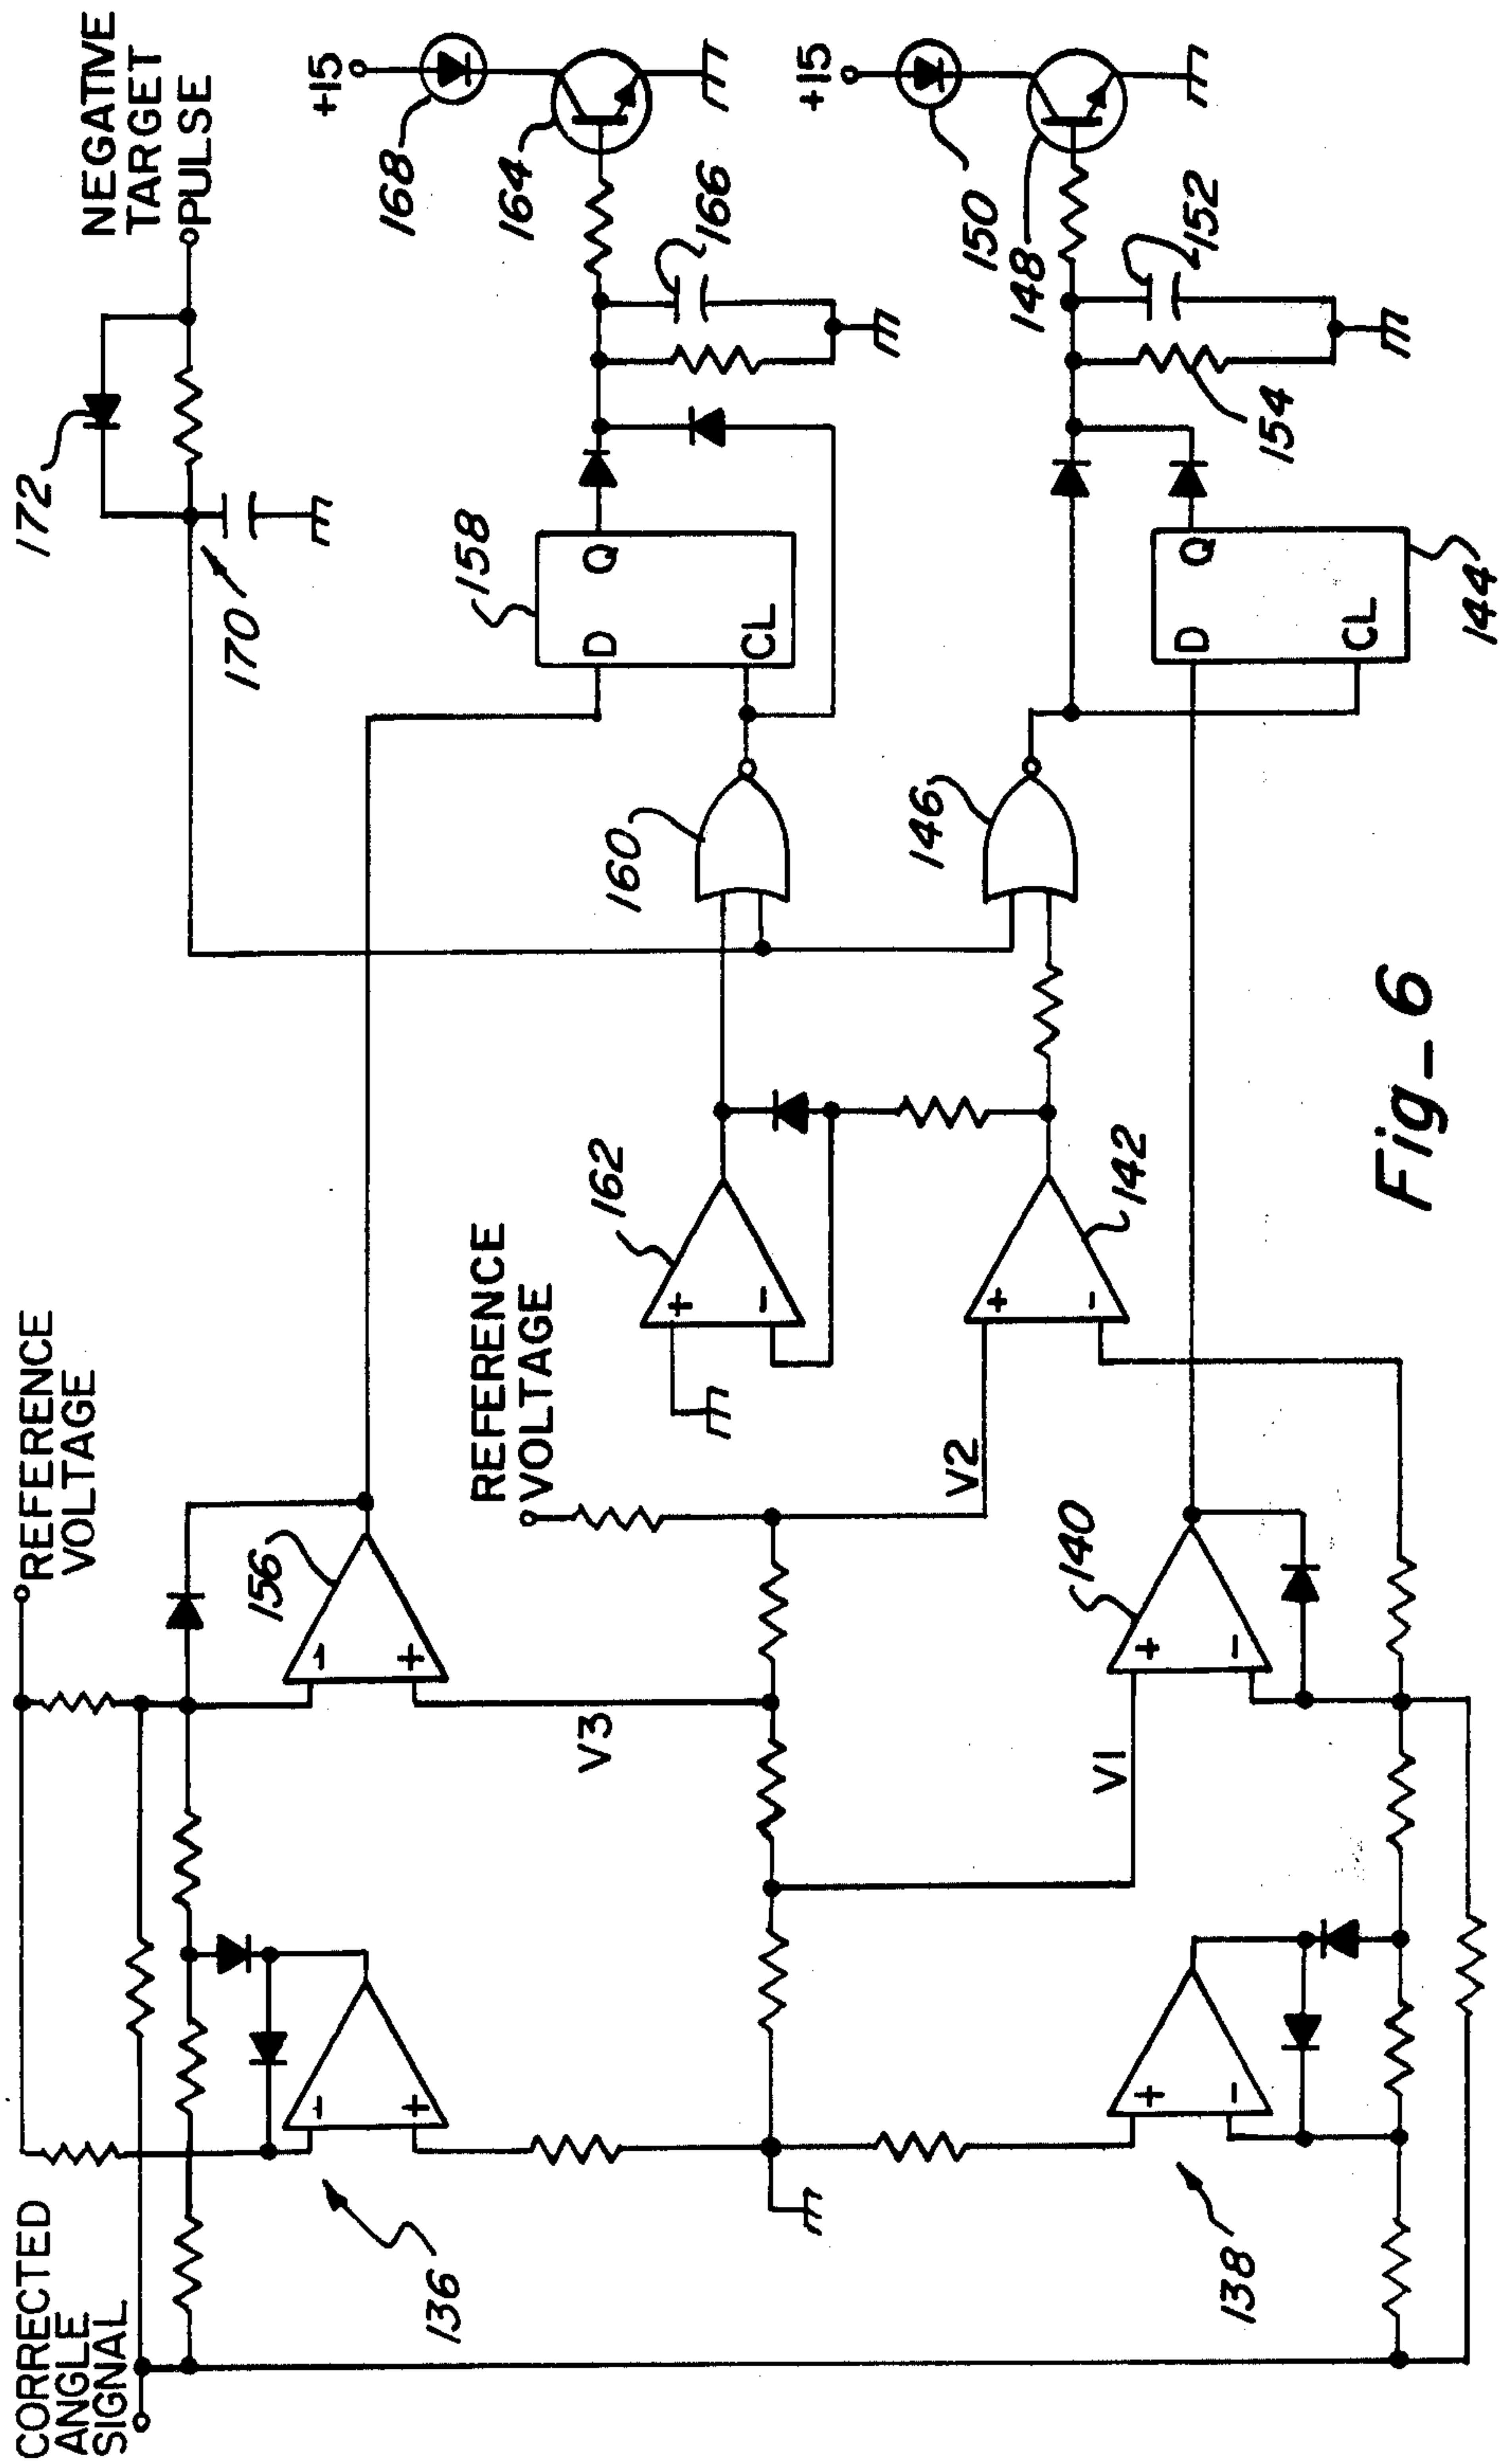 CORRECTED
ANGLE
SIGNAL
REFERENCE
VOLTAGE
NEGATIVE
TARGET
PULSE
172
170
136
156
-
+
-
+
V3
REFERENCE
VOLTAGE
162
+
-
160
158
D
Q
CL
166
164
168
+15
V2
142
+
-
146
V1
140
+
-
138
+
-
D
Q
CL
144
154
152
148
150
+15
Fig-6